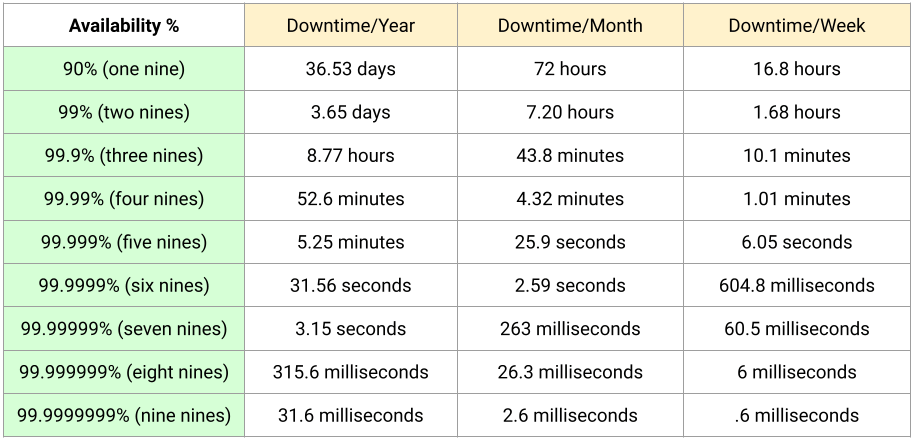 Availability % Downtime/Year Downtime/Month Downtime/Week
90% (one nine) 36.53 days 72 hours 16.8 hours
99% (two nines) 3.65 days 7.20 hours 1.68 hours
99.9% (three nines) 8.77 hours 43.8 minutes 10.1 minutes
99.99% (four nines) 52.6 minutes 4.32 minutes 1.01 minutes
99.999% (five nines) 5.25 minutes 25.9 seconds 6.05 seconds
99.9999% (six nines) 31.56 seconds 2.59 seconds 604.8 milliseconds
99.99999% (seven nines) 3.15 seconds 263 milliseconds 60.5 milliseconds
99.999999% (eight nines) 315.6 milliseconds 26.3 milliseconds 6 milliseconds
99.9999999% (nine nines) 31.6 milliseconds 2.6 milliseconds .6 milliseconds